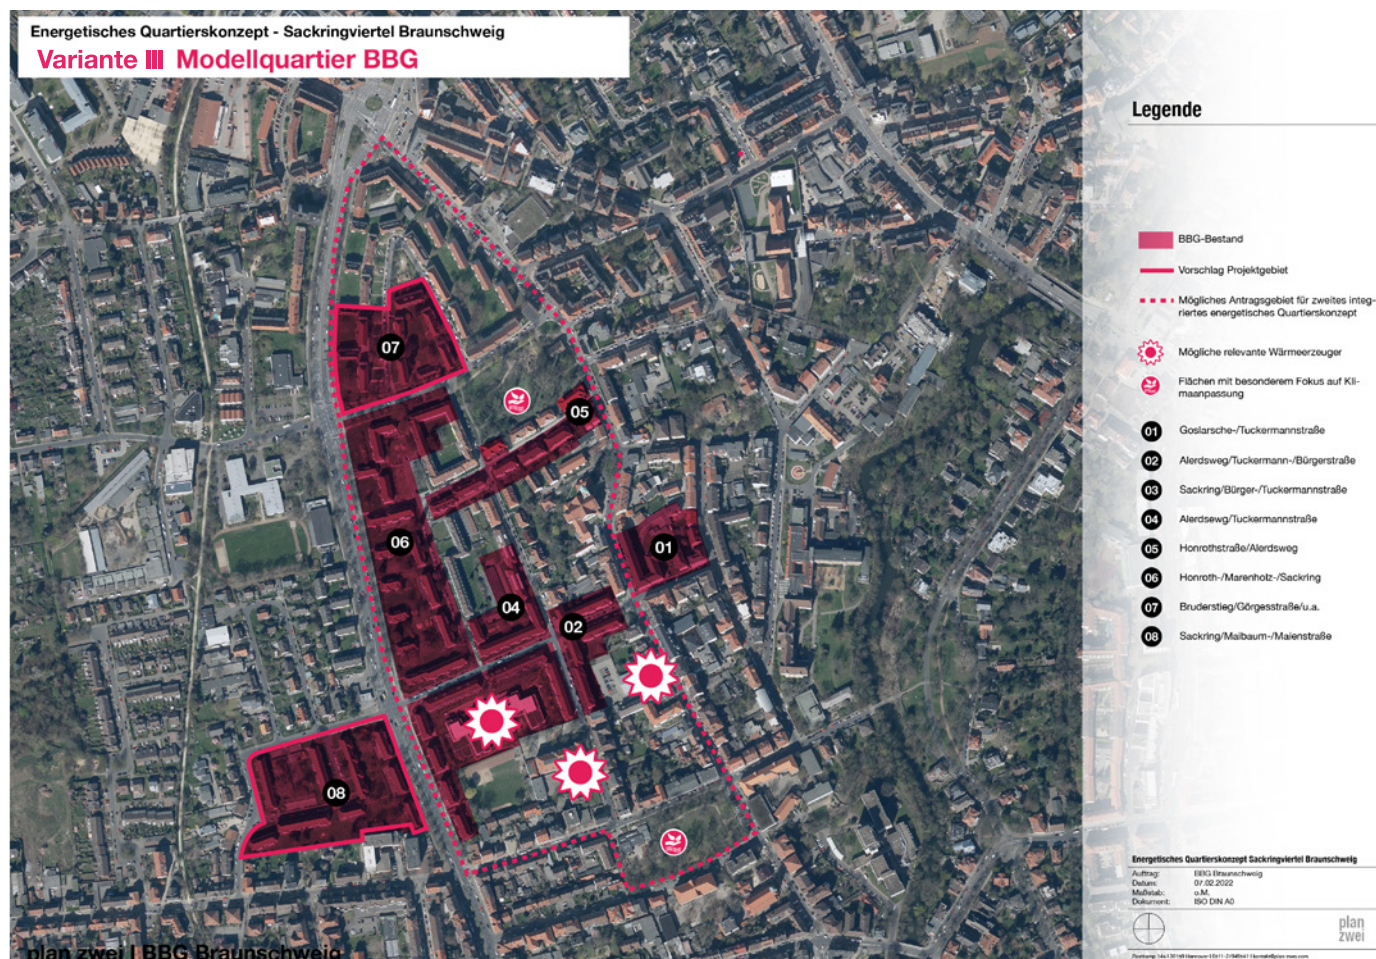 Energetisches Quartierskonzept - Sackringviertel Braunschweig
Variante III Modellquartier BBG
Legende
BBG-Bestand
Vorschlag Projektgebiet
Mögliches Antragsgebiet für zweites integ-
riertes energetisches Quartierskonzept
Mögliche relevante Wärmeerzeuger
Flächen mit besonderem Fokus auf Kli-
maanpassung
01 Goslarsche-/Tuckermannstraße
02 Alerdsweg/Tuckermann-/Bürgerstraße
03 Sackring/Bürger-/Tuckermannstraße
04 Alerdsewg/Tuckermannstraße
05 Honrothstraße/Alerdsweg
06 Honroth-/Marenholz-/Sackring
07 Bruderstieg/Görgesstraße/u.a.
08 Sackring/Maibaum-/Maienstraße
07
05
06
01
04
02
08
Energetisches Quartierskonzept Sackringviertel Braunschweig
Auftrag: BBG Braunschweig
Datum: 07.02.2022
Maßstab: o.M.
Dokument: ISO DIN A0
plan
zwei
plan zwei I BBG Braunschweig